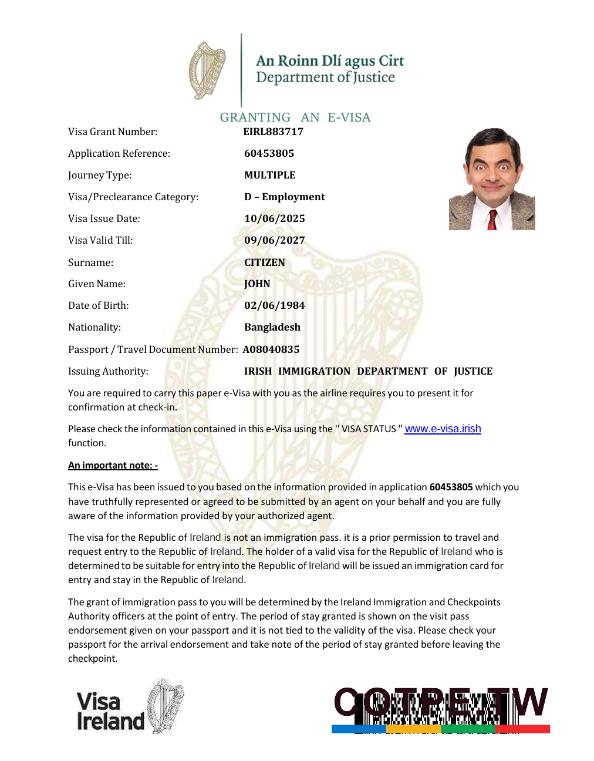 An Roinn Dlí agus Cirt
Department of Justice
GRANTING AN E-VISA
Visa Grant Number: EIRL883717
Application Reference: 60453805
Journey Type: MULTIPLE
Visa/Preclearance Category: D – Employment
Visa Issue Date: 10/06/2025
Visa Valid Till: 09/06/2027
Surname: CITIZEN
Given Name: JOHN
Date of Birth: 02/06/1984
Nationality: Bangladesh
Passport / Travel Document Number: A08040835
Issuing Authority: IRISH IMMIGRATION DEPARTMENT OF JUSTICE
You are required to carry this paper e-Visa with you as the airline requires you to present it for
confirmation at check-in.
Please check the information contained in this e-Visa using the " VISA STATUS " www.e-visa.irish
function.
An important note: -
This e-Visa has been issued to you based on the information provided in application 60453805 which you
have truthfully represented or agreed to be submitted by an agent on your behalf and you are fully
aware of the information provided by your authorized agent.
The visa for the Republic of Ireland is not an immigration pass. it is a prior permission to travel and
request entry to the Republic of Ireland. The holder of a valid visa for the Republic of Ireland who is
determined to be suitable for entry into the Republic of Ireland will be issued an immigration card for
entry and stay in the Republic of Ireland.
The grant of immigration pass to you will be determined by the Ireland Immigration and Checkpoints
Authority officers at the point of entry. The period of stay granted is shown on the visit pass
endorsement given on your passport and it is not tied to the validity of the visa. Please check your
passport for the arrival endorsement and take note of the period of stay granted before leaving the
checkpoint.
Visa
Ireland
COTPE.TW